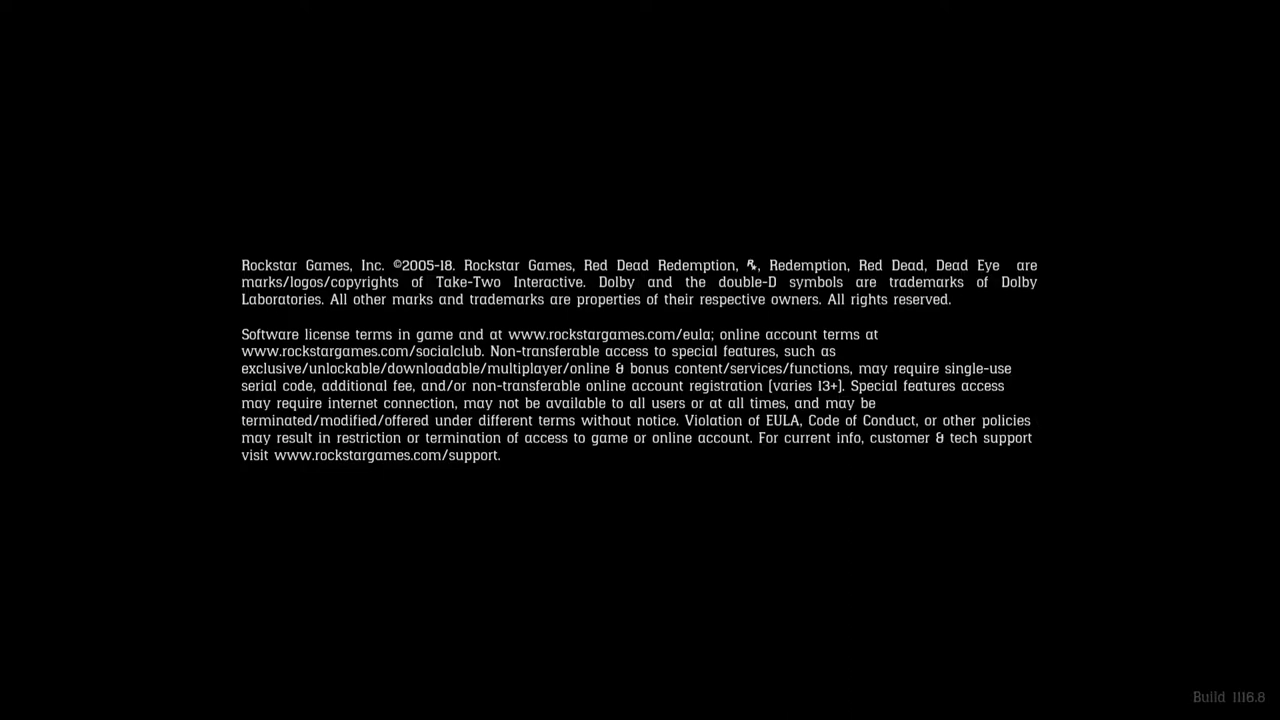 Rockstar Games, Inc. ©2005-18. Rockstar Games, Red Dead Redemption, R*, Redemption, Red Dead, Dead Eye are
marks/logos/copyrights of Take-Two Interactive. Dolby and the double-D symbols are trademarks of Dolby
Laboratories. All other marks and trademarks are properties of their respective owners. All rights reserved.
Software license terms in game and at www.rockstargames.com/eula; online account terms at
www.rockstargames.com/socialclub. Non-transferable access to special features, such as
exclusive/unlockable/downloadable/multiplayer/online & bonus content/services/functions, may require single-use
serial code, additional fee, and/or non-transferable online account registration (varies 13+). Special features access
may require internet connection, may not be available to all users or at all times, and may be
terminated/modified/offered under different terms without notice. Violation of EULA, Code of Conduct, or other policies
may result in restriction or termination of access to game or online account. For current info, customer & tech support
visit www.rockstargames.com/support.
Build 1116.8